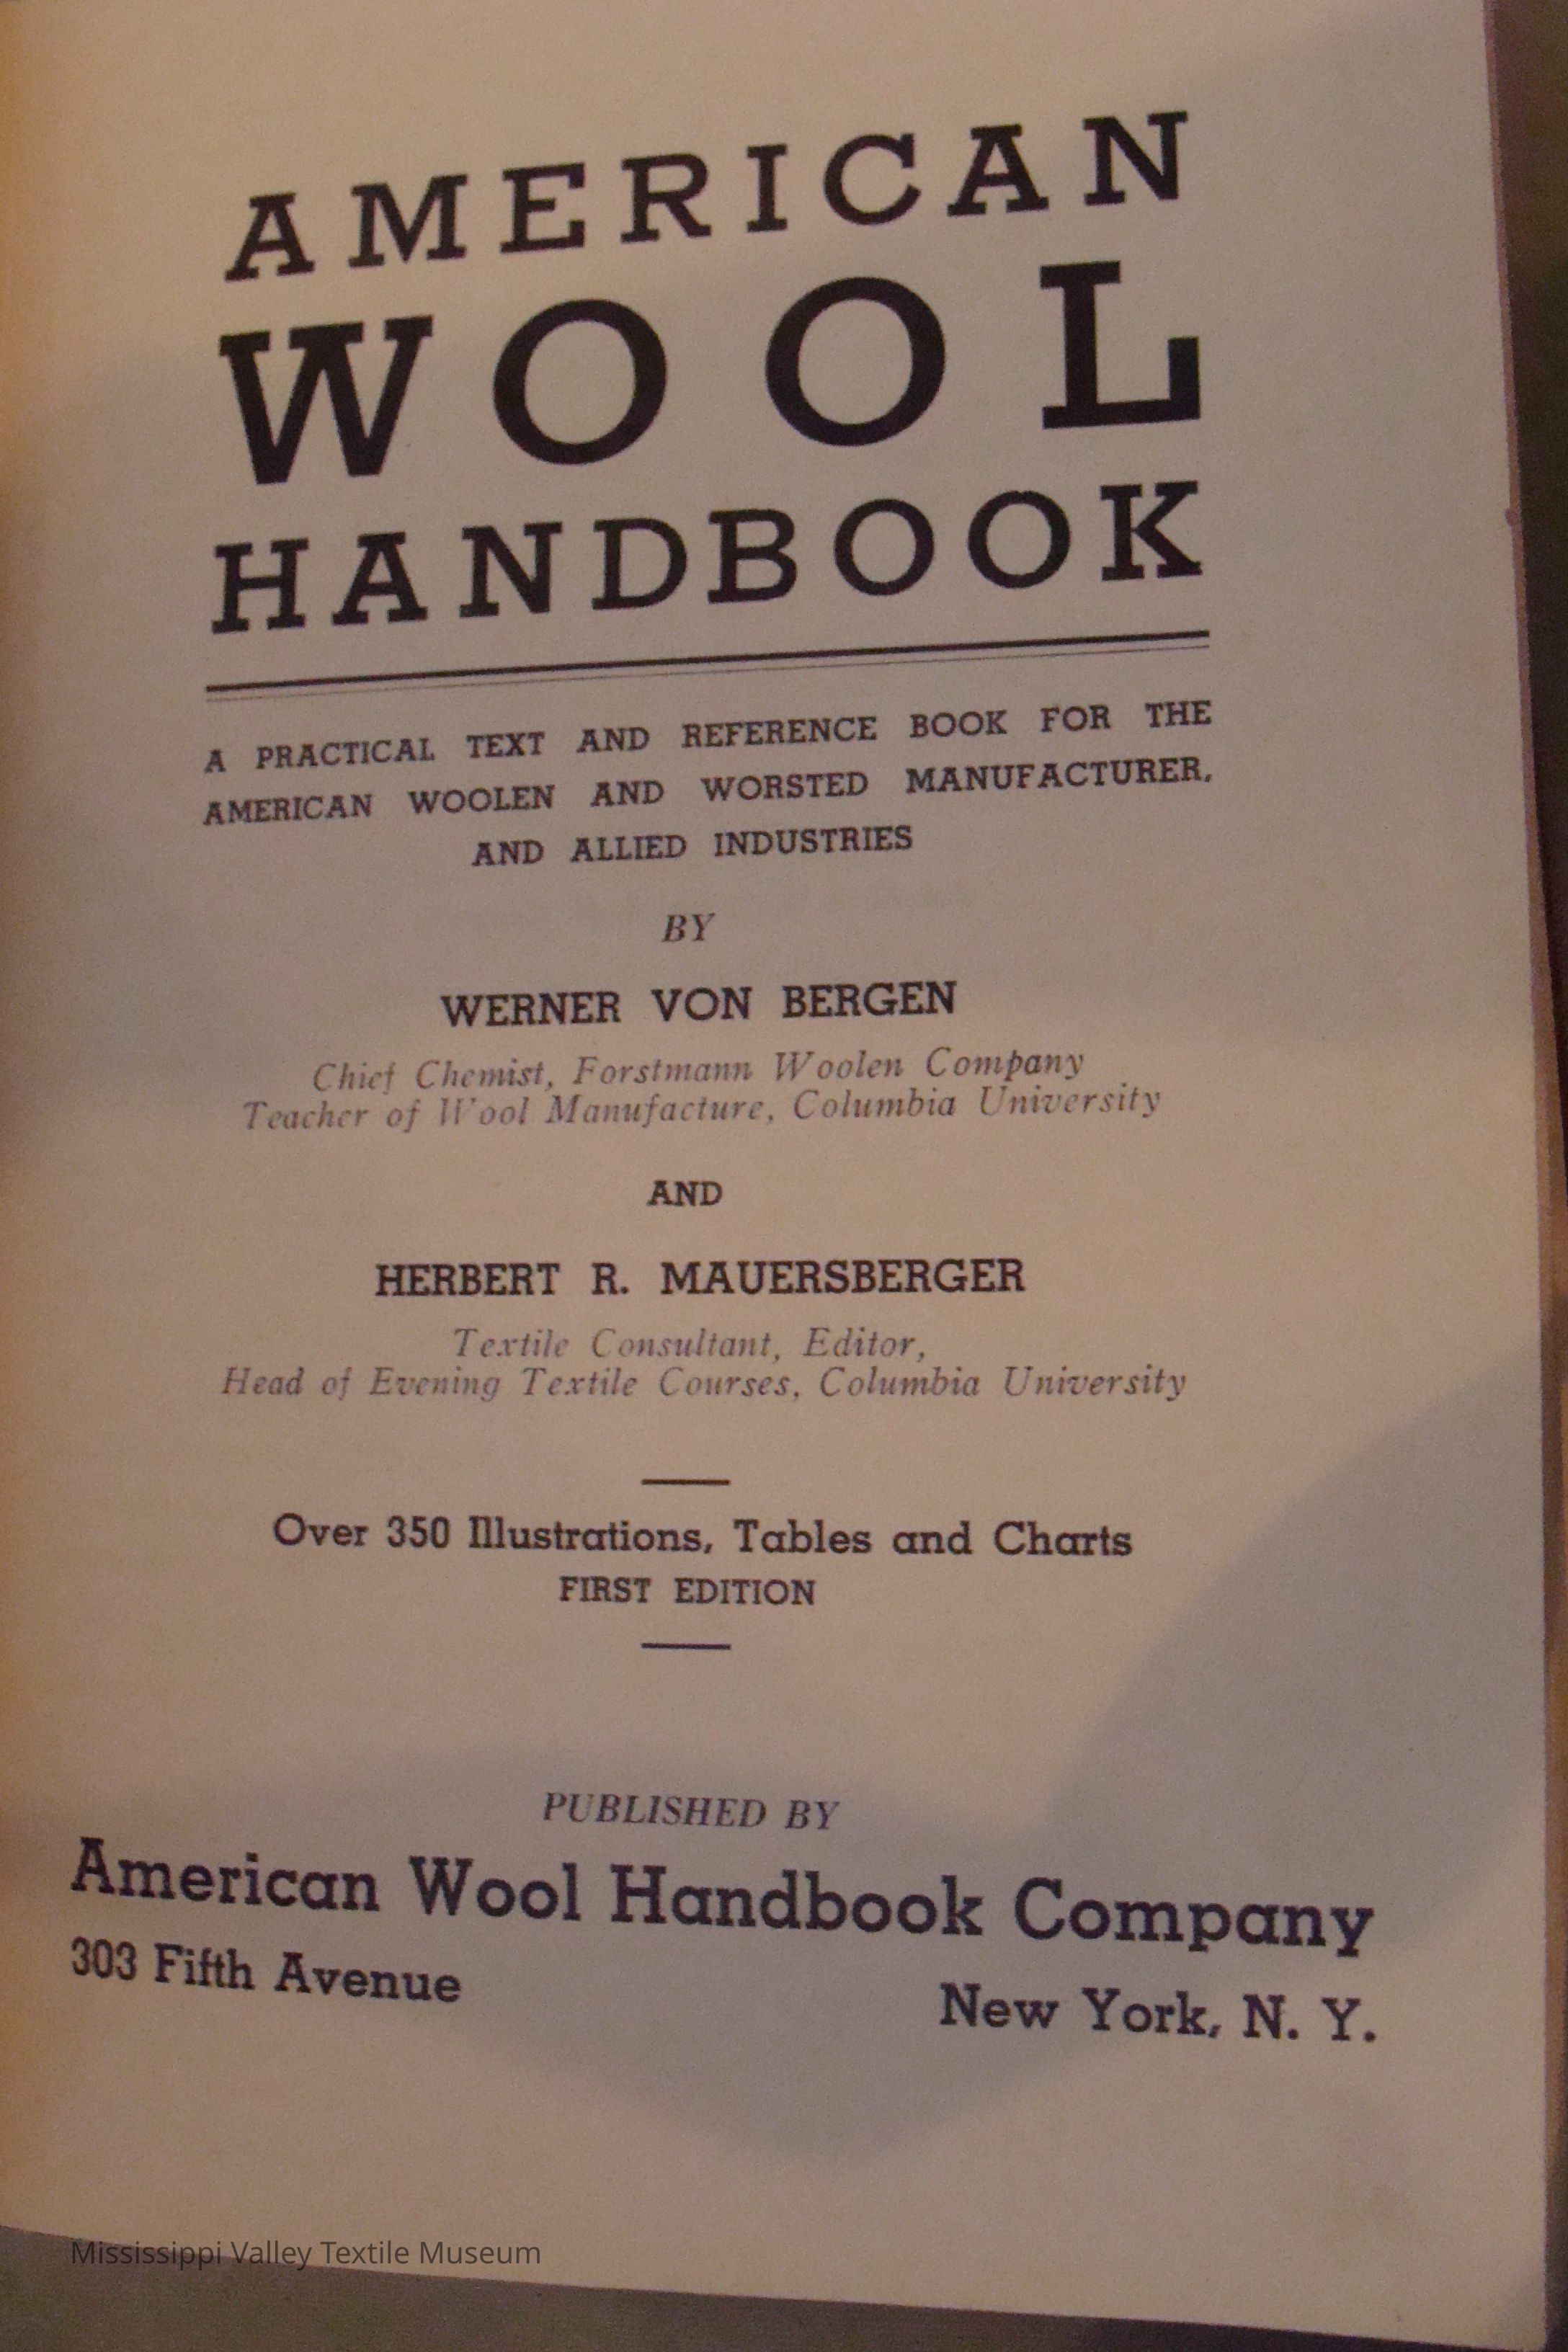 AMERICAN
WOOL
HANDBOOK
A PRACTICAL TEXT AND REFERENCE BOOK FOR THE
AMERICAN WOOLEN AND WORSTED MANUFACTURER,
AND ALLIED INDUSTRIES
BY
WERNER VON BERGEN
Chief Chemist, Forstmann Woolen Company
Teacher of Wool Manufacture, Columbia University
AND
HERBERT R. MAUERSBERGER
Textile Consultant, Editor,
Head of Evening Textile Courses, Columbia University
Over 350 Illustrations, Tables and Charts
FIRST EDITION
PUBLISHED BY
American Wool Handbook Company
303 Fifth Avenue New York, N. Y.
Mississippi Valley Textile Museum